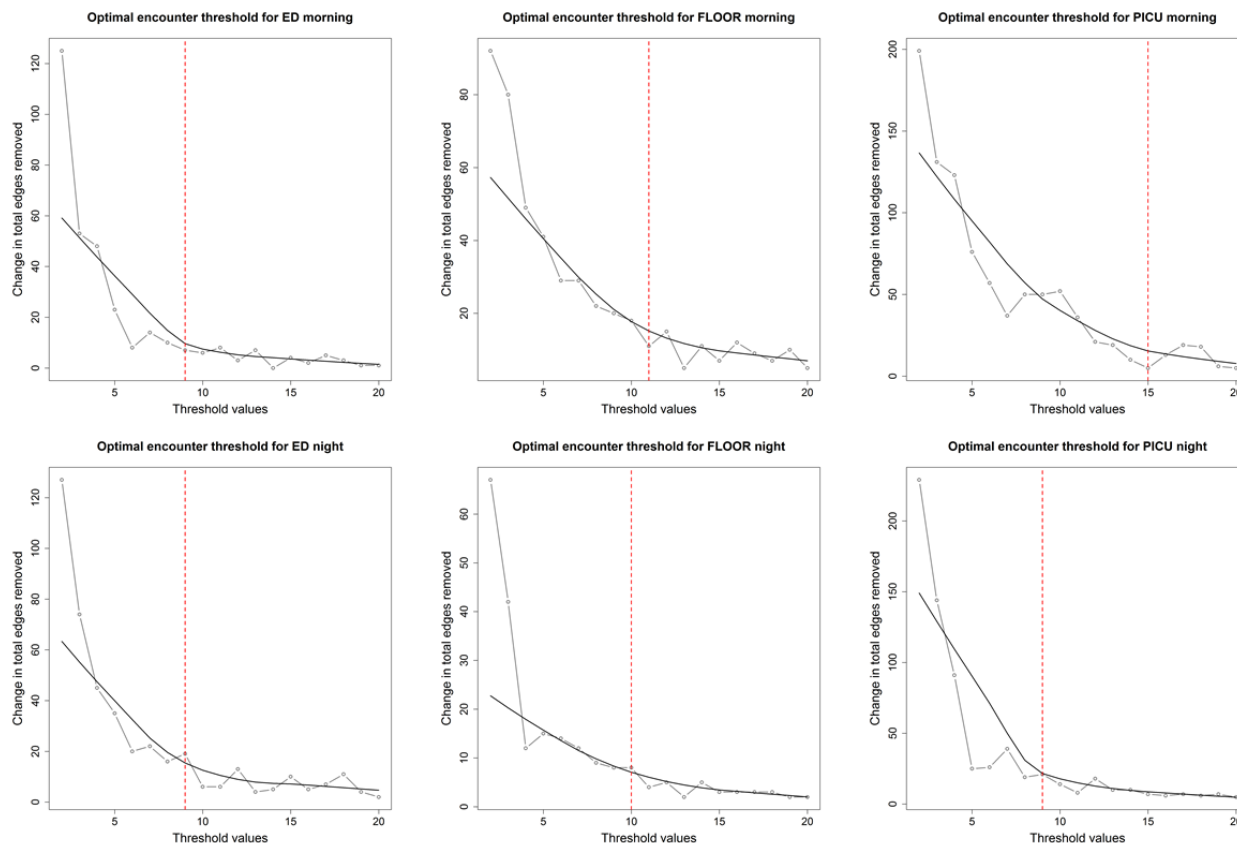 Optimal encounter threshold for ED morning
Change in total edges removed
0 20 40 60 80 100 120
5 10 15 20
Threshold values
Optimal encounter threshold for FLOOR morning
Change in total edges removed
20 40 60 80
5 10 15 20
Threshold values
Optimal encounter threshold for PICU morning
Change in total edges removed
0 50 100 150 200
5 10 15 20
Threshold values
Optimal encounter threshold for ED night
Change in total edges removed
0 20 40 60 80 100 120
5 10 15 20
Threshold values
Optimal encounter threshold for FLOOR night
Change in total edges removed
0 10 20 30 40 50 60
5 10 15 20
Threshold values
Optimal encounter threshold for PICU night
Change in total edges removed
0 50 100 150 200
5 10 15 20
Threshold values